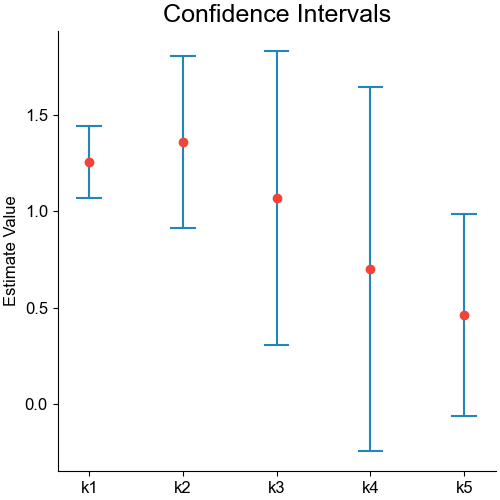 Confidence Intervals
Estimate Value
1.5
1.0
0.5
0.0
k1 k2 k3 k4 k5